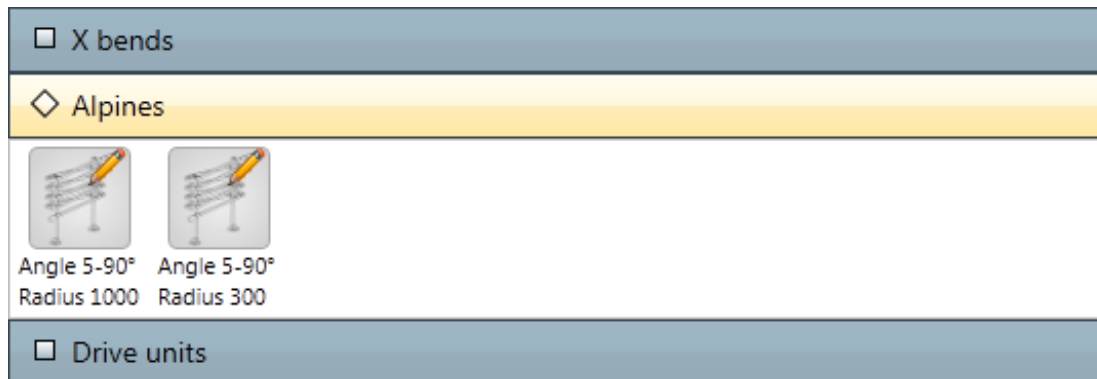 X bends
Alpines
Angle 5-90°
Radius 1000
Angle 5-90°
Radius 300
Drive units